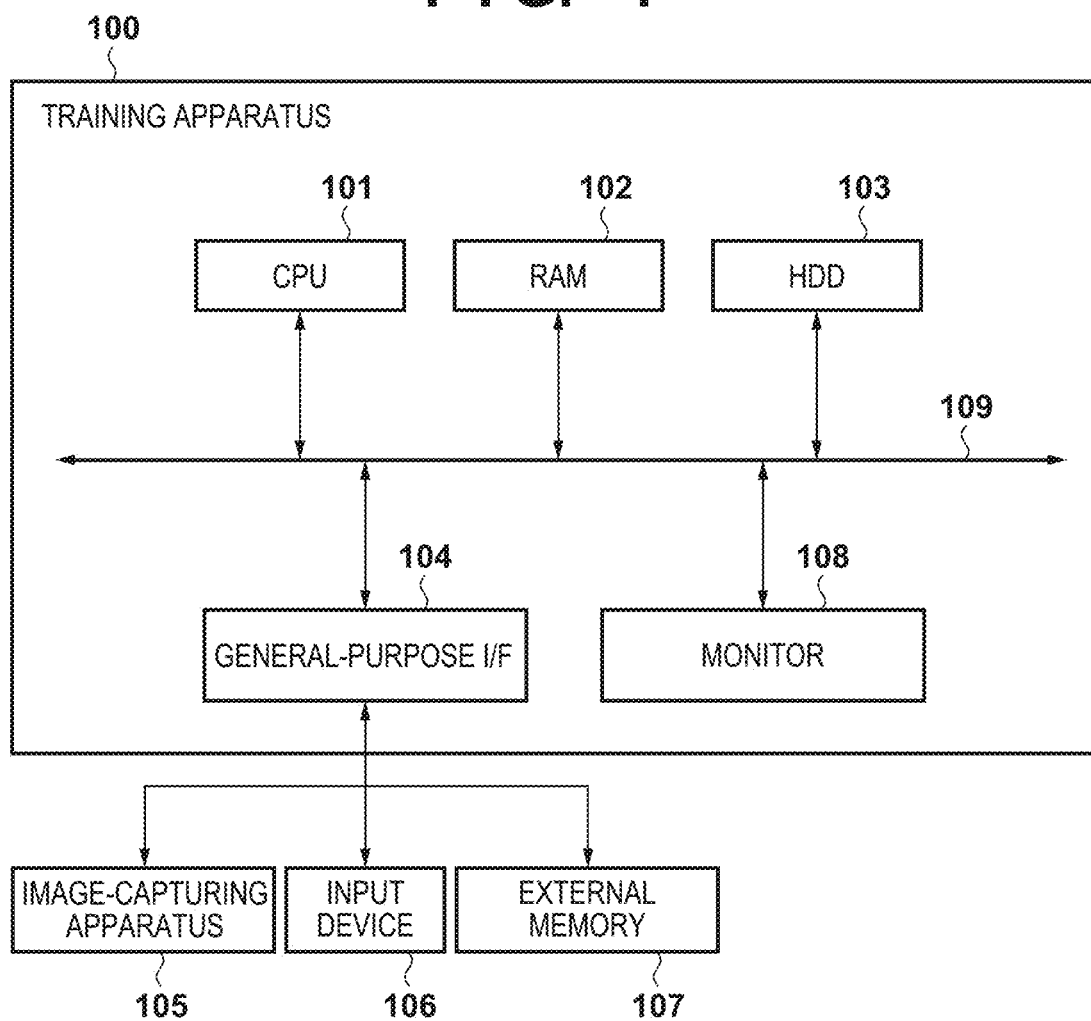 100
TRAINING APPARATUS
101
102
103
CPU
RAM
HDD
109
104
108
GENERAL-PURPOSE I/F
MONITOR
IMAGE-CAPTURING
APPARATUS
INPUT
DEVICE
EXTERNAL
MEMORY
105
106
107